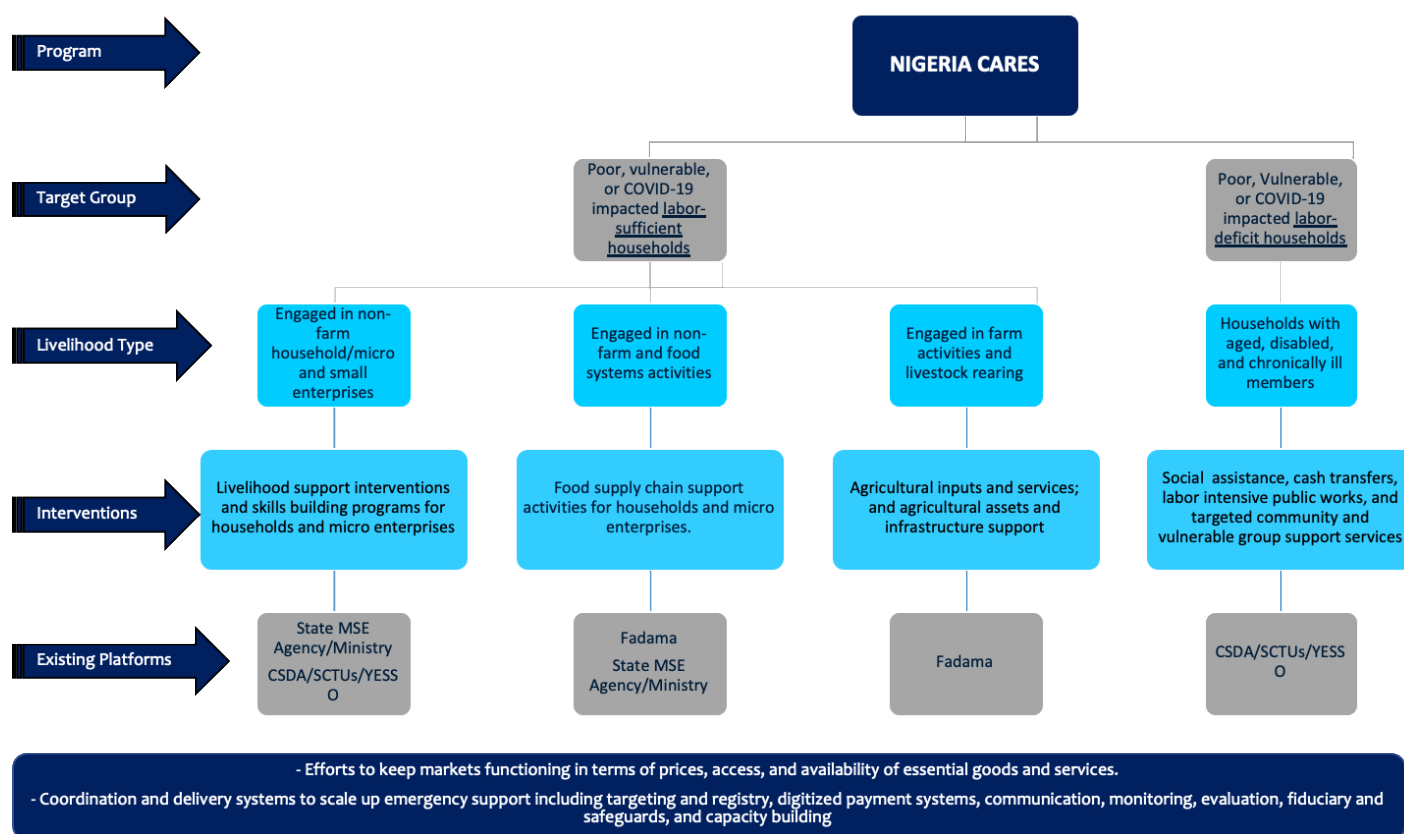 Program
NIGERIA CARES
Target Group
Poor, vulnerable,
or COVID-19
impacted labor-
sufficient
households
Poor, Vulnerable,
or COVID-19
impacted labor-
deficit households
Livelihood Type
Engaged in non-
farm
household/micro
and small
enterprises
Engaged in non-
farm and food
systems activities
Engaged in farm
activities and
livestock rearing
Households with
aged, disabled,
and chronically ill
members
Interventions
Livelihood support interventions
and skills building programs for
households and micro enterprises
Food supply chain support
activities for households and micro
enterprises.
Agricultural inputs and services;
and agricultural assets and
infrastructure support
Social assistance, cash transfers,
labor intensive public works, and
targeted community and
vulnerable group support services
Existing Platforms
State MSE
Agency/Ministry
CSDA/SCTUs/YESS
O
Fadama
State MSE
Agency/Ministry
Fadama
CSDA/SCTUs/YESS
O
- Efforts to keep markets functioning in terms of prices, access, and availability of essential goods and services.
- Coordination and delivery systems to scale up emergency support including targeting and registry, digitized payment systems, communication, monitoring, evaluation, fiduciary and
safeguards, and capacity building